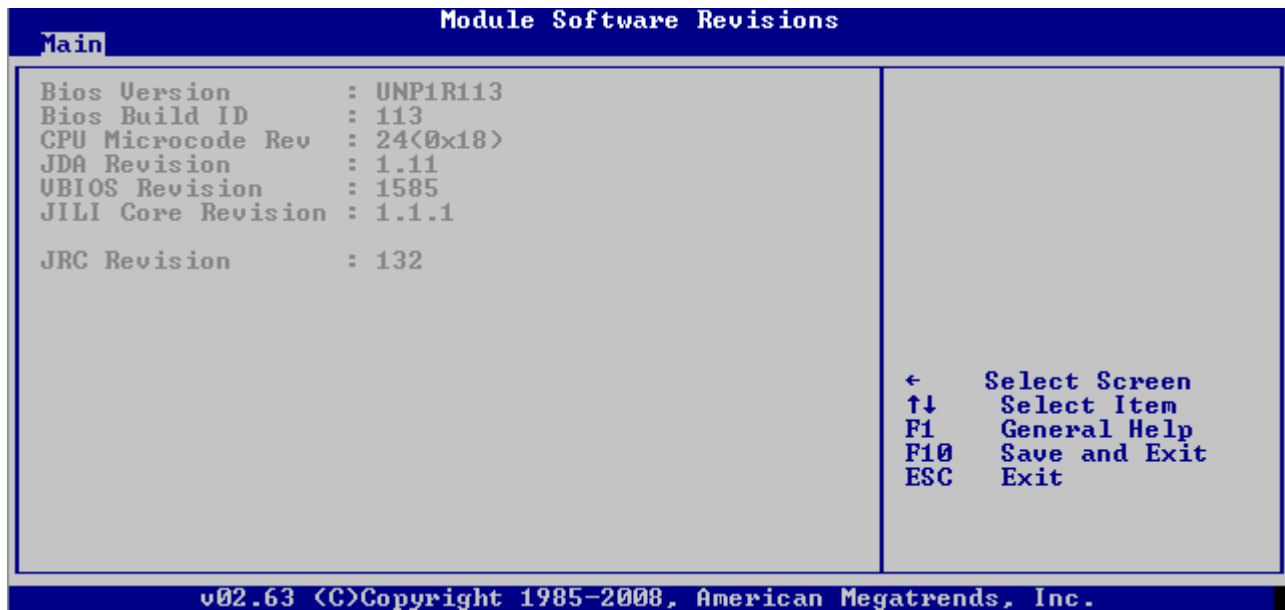 Module Software Revisions
Main
Bios Version : UNP1R113
Bios Build ID : 113
CPU Microcode Rev : 24(0x18)
JDA Revision : 1.11
VBIOS Revision : 1585
JILI Core Revision : 1.1.1
JRC Revision : 132
← Select Screen
↑↓ Select Item
F1 General Help
F10 Save and Exit
ESC Exit
v02.63 (C)Copyright 1985-2008, American Megatrends, Inc.